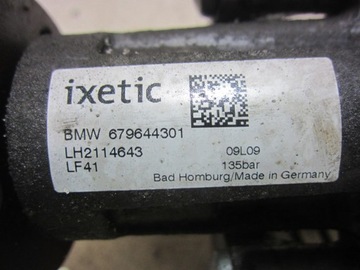 ixetic
BMW 679644301
LH2114643 09L09
LF41 135bar
Bad Homburg/Made in Germany